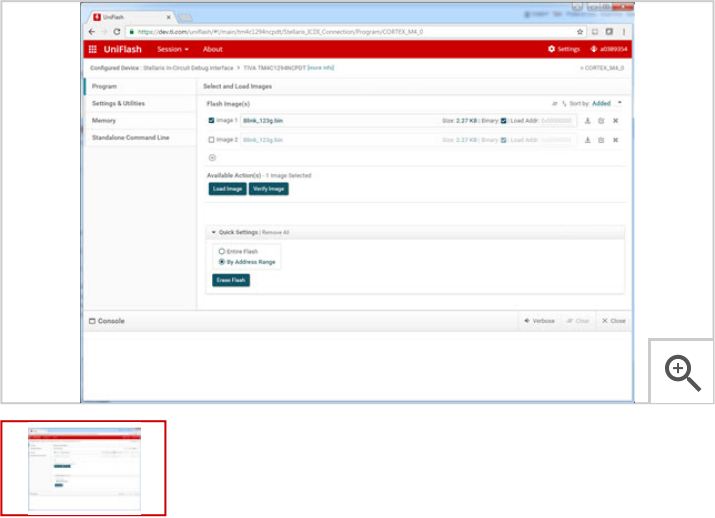 UniFlash
https://dev.ti.com/uniflash/#!/main/tm4c1294ncpdt/Stellaris_ICDI_Connection/Program/CORTEX_M4_0
UniFlash Session About Settings a0389354
Configured Device : Stellaris In-Circuit Debug Interface > TIVA TM4C1294NCPDT [more info] CORTEX_M4_0
Program
Settings & Utilities
Memory
Standalone Command Line
Select and Load Images
Flash Image(s) Sort by: Added
Image 1 Blink_123g.bin Size: 2.27 KB | Binary: | Load Addr: 0x00000000
Image 2 Blink_123g.bin Size: 2.27 KB | Binary: | Load Addr:
Available Action(s) - 1 Image Selected
Load Image Verify Image
Quick Settings | Remove All
Entire Flash
By Address Range
Erase Flash
Console Verbose Clear Close